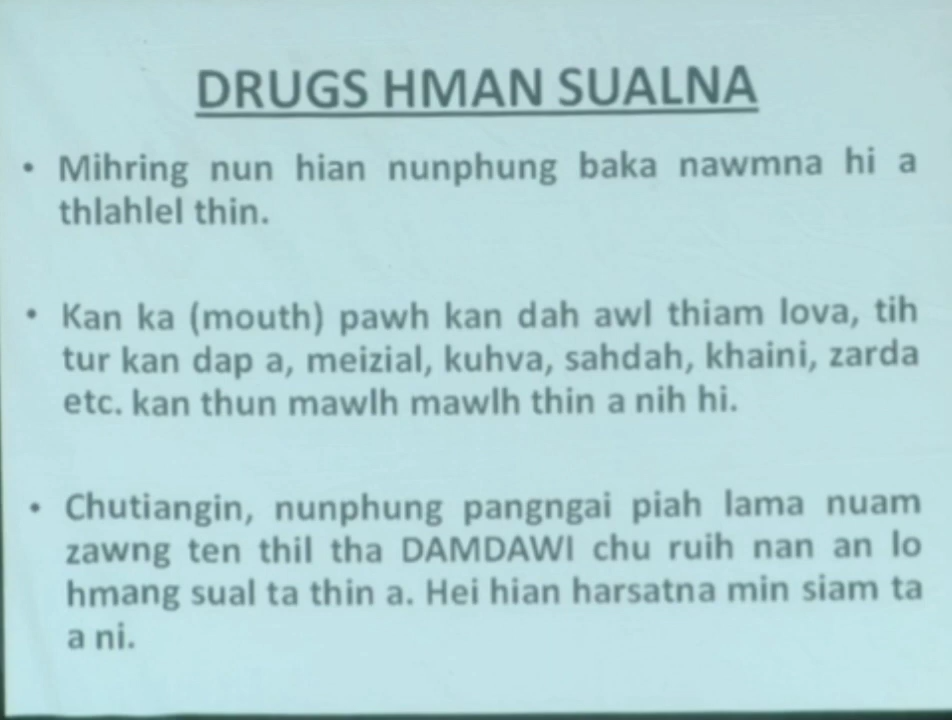 DRUGS HMAN SUALNA
• Mihring nun hian nunphung baka nawmna hi a
thlahlel thin.
• Kan ka (mouth) pawh kan dah awl thiam lova, tih
tur kan dap a, meizial, kuhva, sahdah, khaini, zarda
etc. kan thun mawlh mawlh thin a nih hi.
• Chutiangin, nunphung pangngai piah lama nuam
zawng ten thil tha DAMDAWI chu ruih nan an lo
hmang sual ta thin a. Hei hian harsatna min siam ta
a ni.